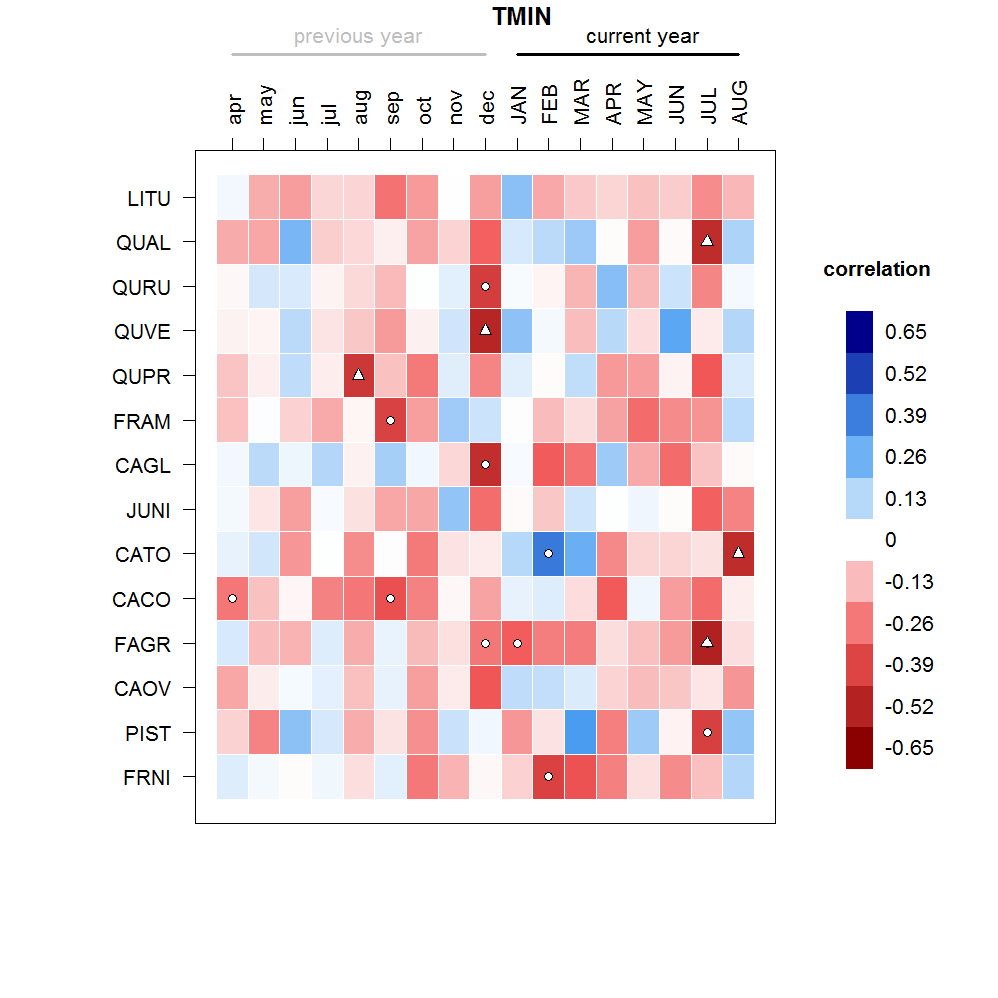 TMIN
previous year current year
apr may jun jul aug sep oct nov dec JAN FEB MAR APR MAY JUN JUL AUG
LITU
QUAL
QURU
QUVE
QUPR
FRAM
CAGL
JUNI
CATO
CACO
FAGR
CAOV
PIST
FRNI
correlation
0.65
0.52
0.39
0.26
0.13
0
-0.13
-0.26
-0.39
-0.52
-0.65